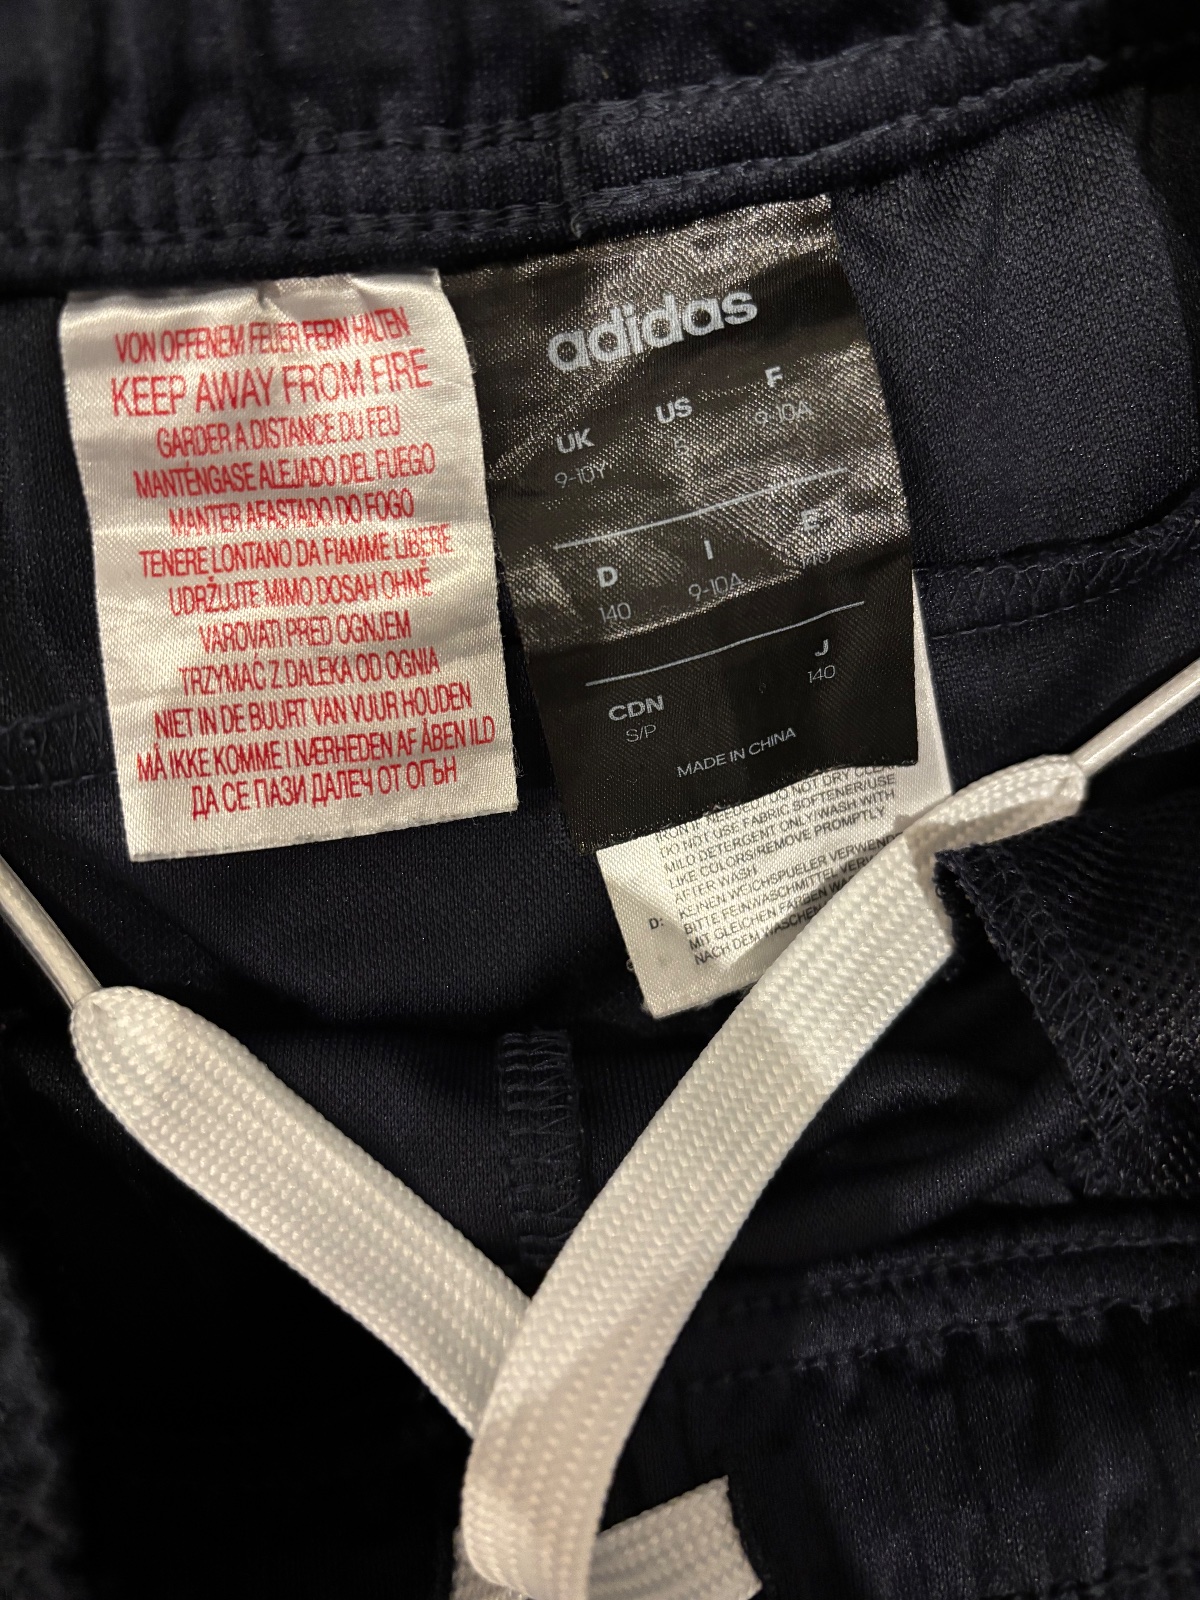 VON OFFENEM FEUER FERN HALTEN
KEEP AWAY FROM FIRE
GARDER A DISTANCE DU FEU
MANTÉNGASE ALEJADO DEL FUEGO
MANTER AFASTADO DO FOGO
TENERE LONTANO DA FIAMME LIBERE
UDRŽUJTE MIMO DOSAH OHNĚ
VAROVATI PRED OGNJEM
TRZYMAĆ Z DALEKA OD OGNIA
NIET IN DE BUURT VAN VUUR HOUDEN
MÅ IKKE KOMME I NÆRHEDEN AF ÅBEN ILD
ДА СЕ ПАЗИ ДАЛЕЧ ОТ ОГЪН
adidas
UK US F
9-10Y S 9-10A
D I E
140 9-10A 140
CDN J
S/P 140
MADE IN CHINA
DO NOT DRY
DO NOT USE FABRIC SOFTENER/USE
MILD DETERGENT ONLY/WASH WITH
LIKE COLORS/REMOVE PROMPTLY
AFTER WASH
D: KEINEN WEICHSPUELER
BITTE FEINWASCHMITTEL
MIT GLEICHEN FARBEN
NACH DEM WASCHEN